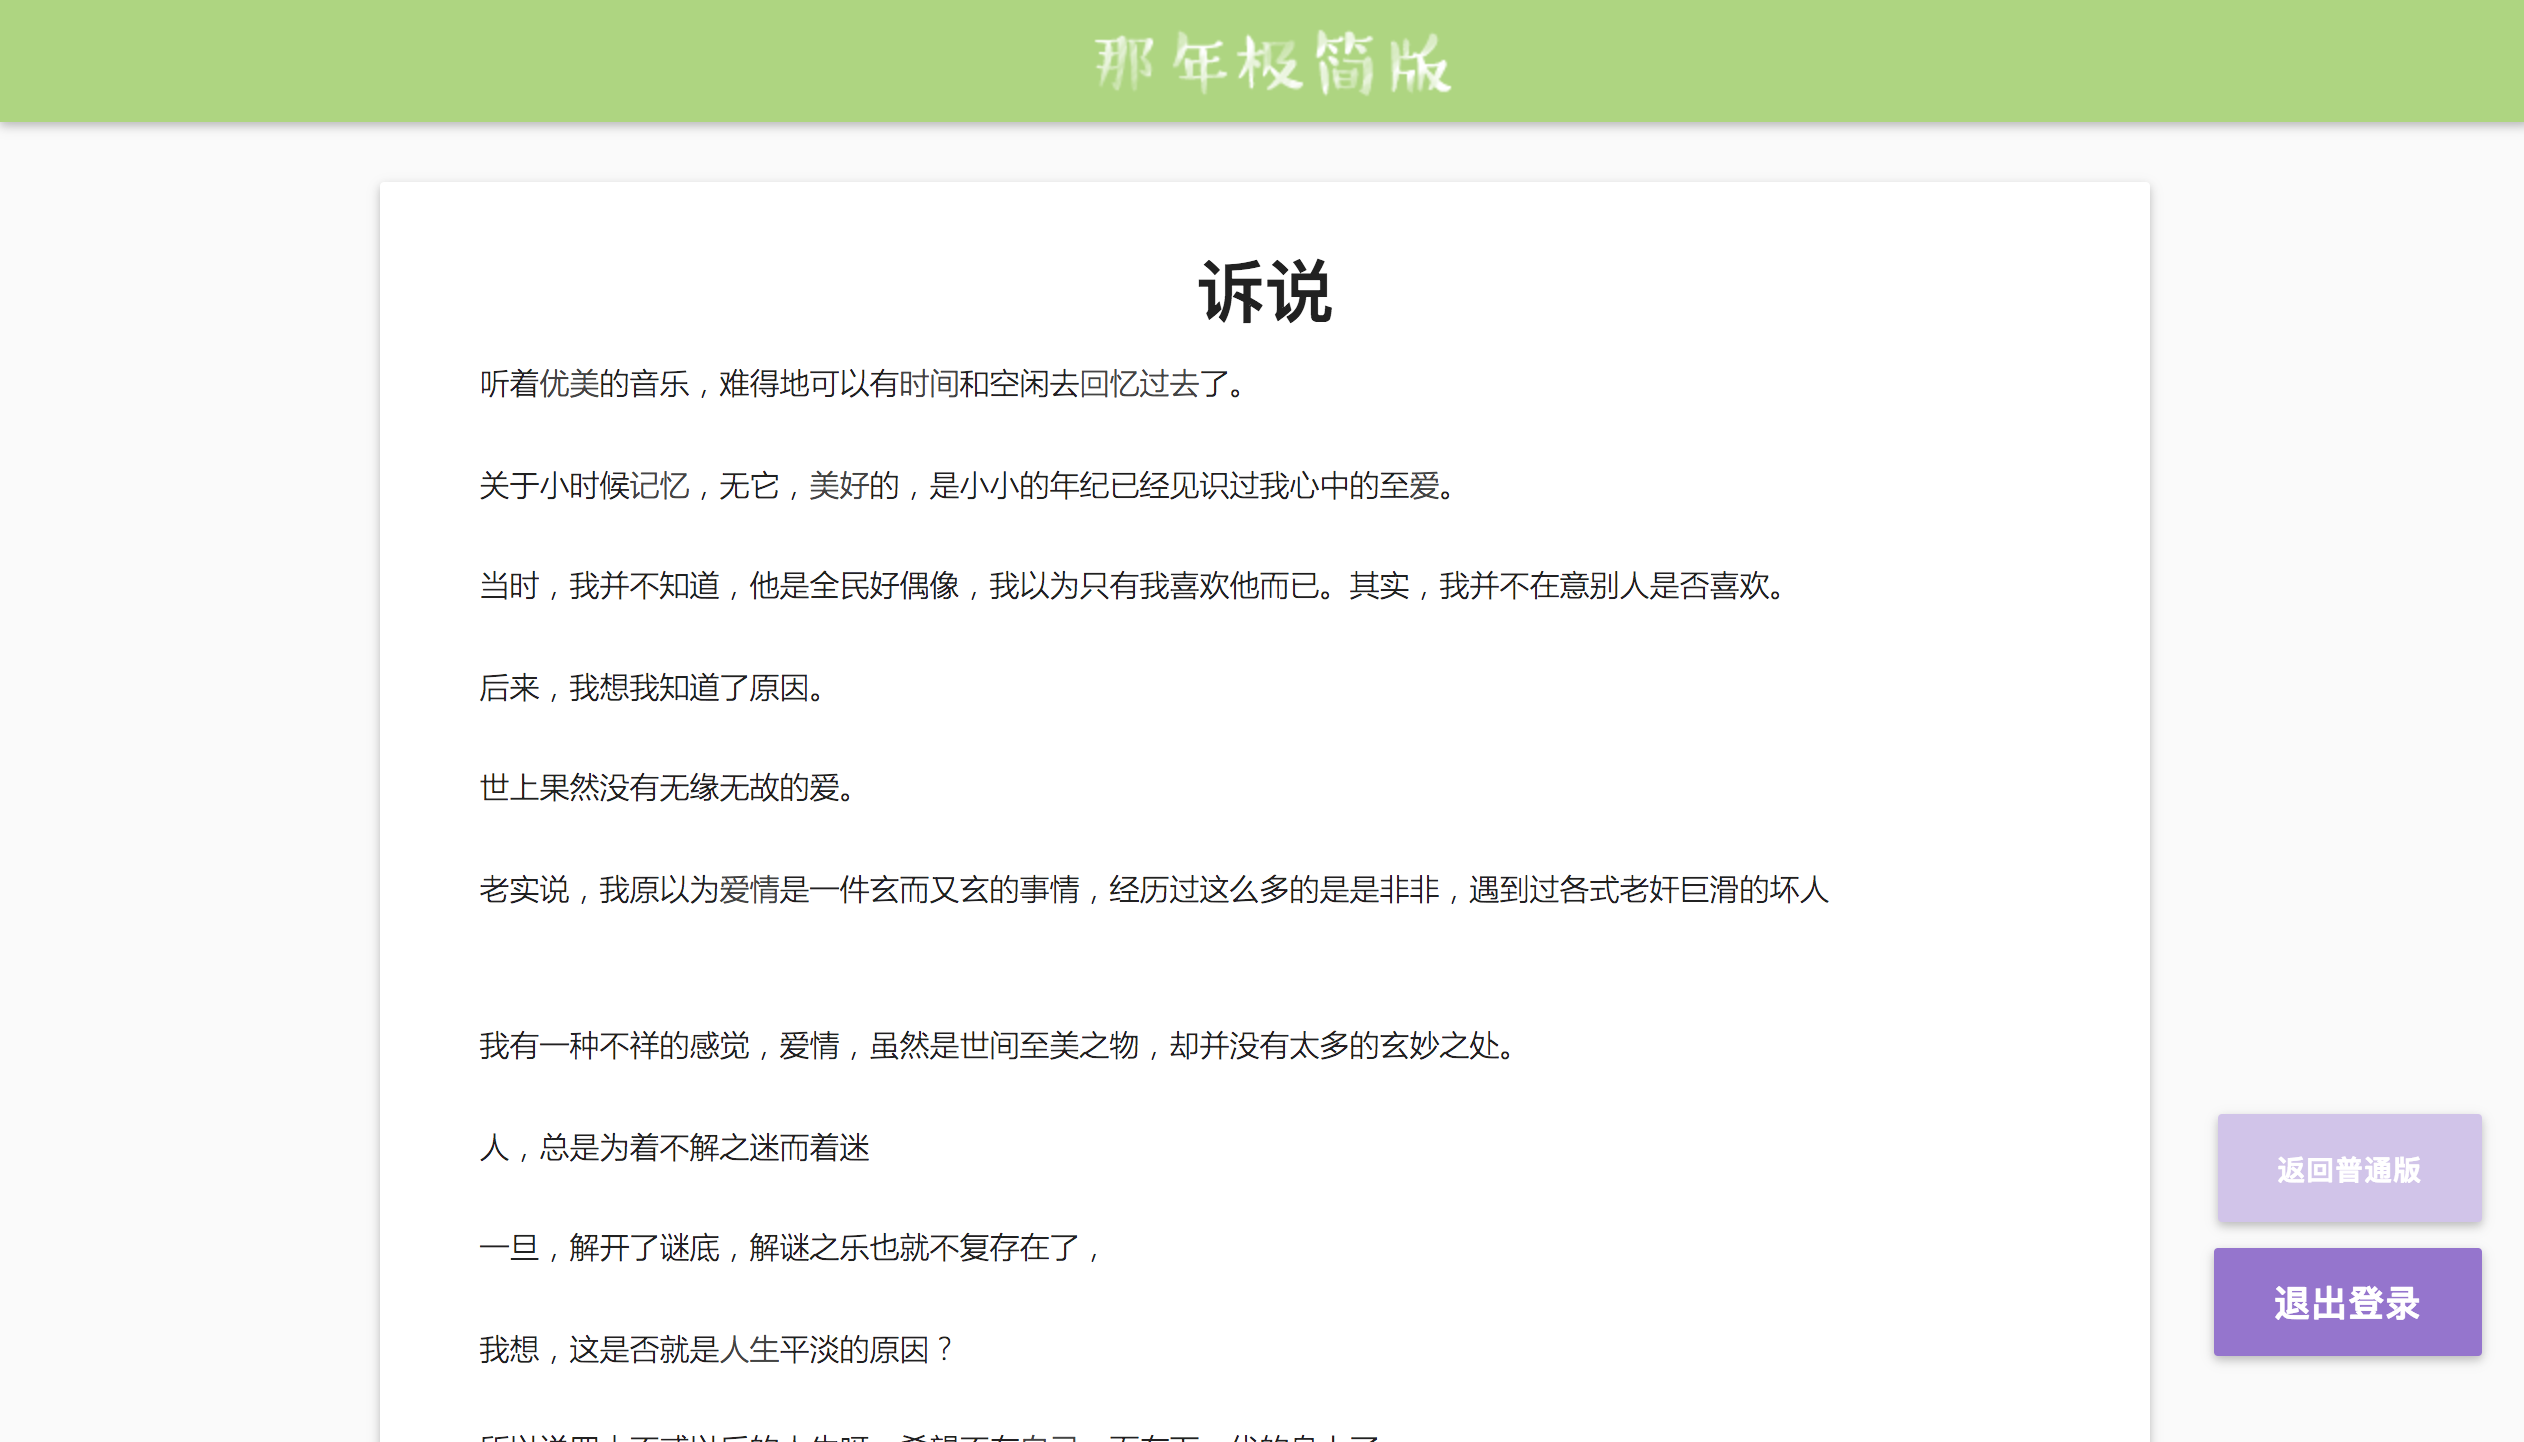 那年极简版
诉说
听着优美的音乐，难得地可以有时间和空闲去回忆过去了。
关于小时候记忆，无它，美好的，是小小的年纪已经见识过我心中的至爱。
当时，我并不知道，他是全民好偶像，我以为只有我喜欢他而已。其实，我并不在意别人是否喜欢。
后来，我想我知道了原因。
世上果然没有无缘无故的爱。
老实说，我原以为爱情是一件玄而又玄的事情，经历过这么多的是是非非，遇到过各式老奸巨滑的坏人
我有一种不祥的感觉，爱情，虽然是世间至美之物，却并没有太多的玄妙之处。
人，总是为着不解之迷而着迷
返回普通版
一旦，解开了谜底，解谜之乐也就不复存在了，
退出登录
我想，这是否就是人生平淡的原因？